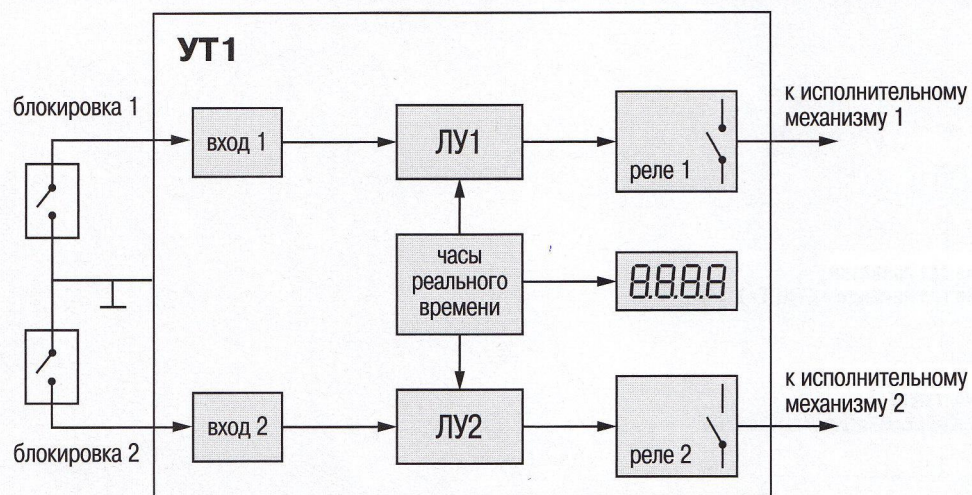 УТ1
блокировка 1
вход 1
ЛУ1
реле 1
к исполнительному
механизму 1
часы
реального
времени
8.8.8.8
блокировка 2
вход 2
ЛУ2
реле 2
к исполнительному
механизму 2